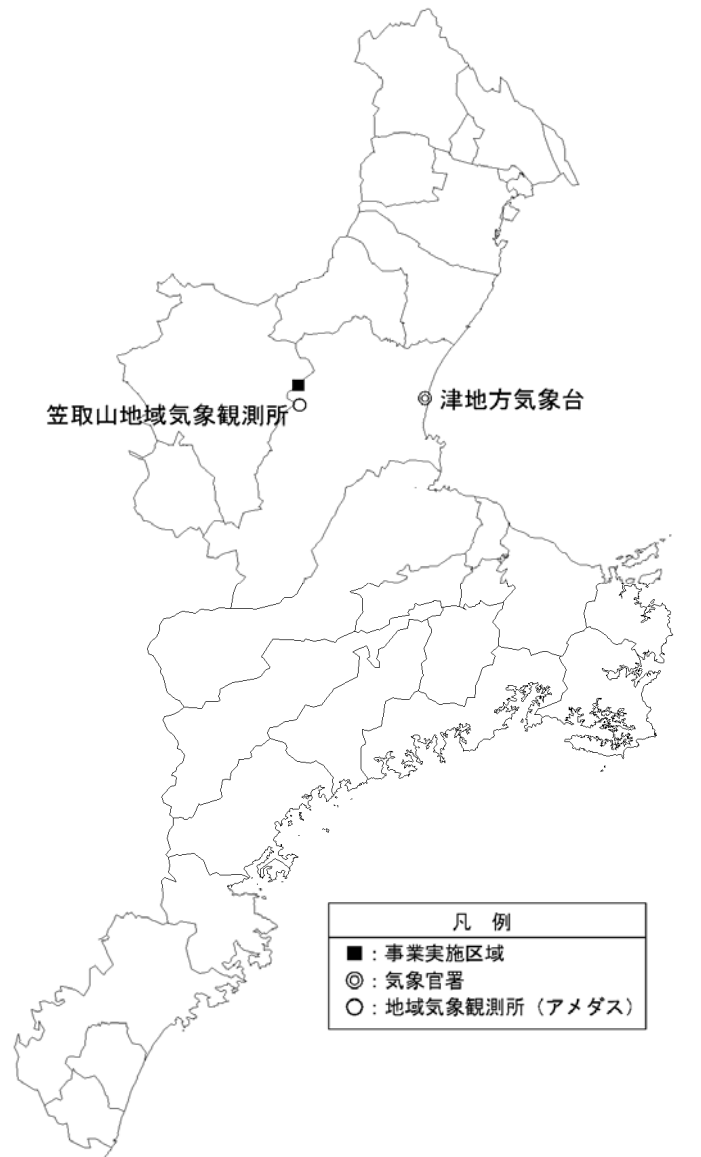 津地方気象台
笠取山地域気象観測所
凡 例
■：事業実施区域
◎：気象官署
○：地域気象観測所（アメダス）